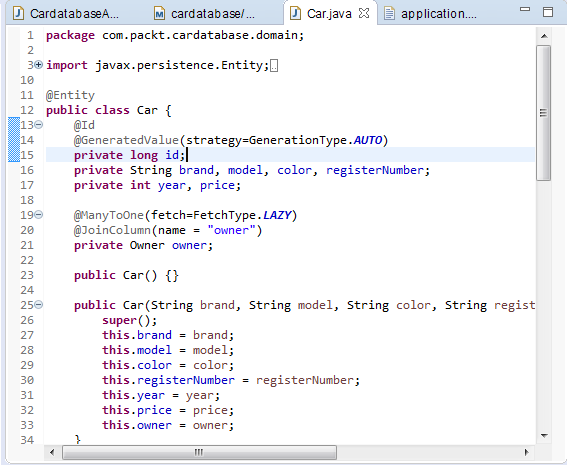 CardatabaseA... cardatabase/... Car.java application....
1 package com.packt.cardatabase.domain;
2
3 import javax.persistence.Entity;
10
11 @Entity
12 public class Car {
13 @Id
14 @GeneratedValue(strategy=GenerationType.AUTO)
15 private long id;
16 private String brand, model, color, registerNumber;
17 private int year, price;
18
19 @ManyToOne(fetch=FetchType.LAZY)
20 @JoinColumn(name = "owner")
21 private Owner owner;
22
23 public Car() {}
24
25 public Car(String brand, String model, String color, String regist
26 super();
27 this.brand = brand;
28 this.model = model;
29 this.color = color;
30 this.registerNumber = registerNumber;
31 this.year = year;
32 this.price = price;
33 this.owner = owner;
34 }